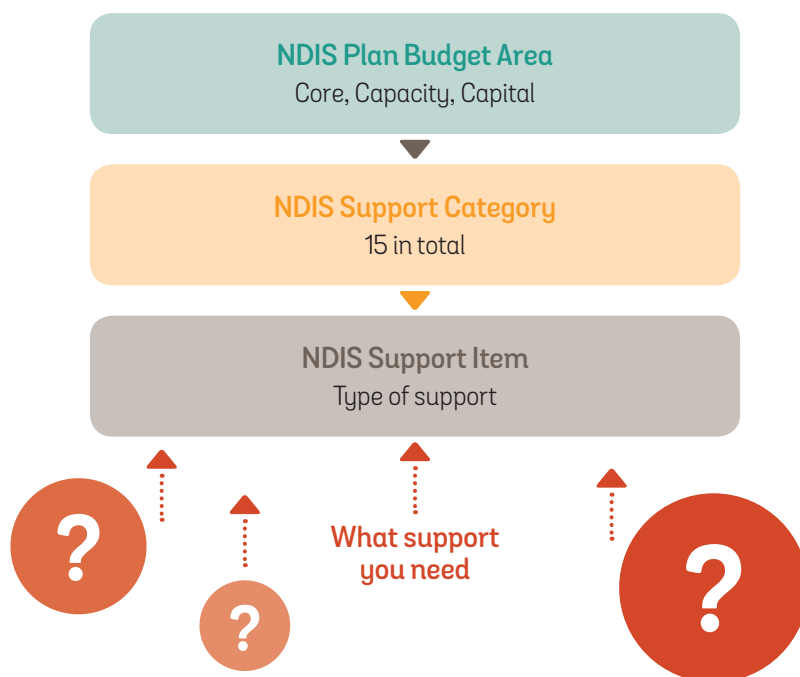 NDIS Plan Budget Area
Core, Capacity, Capital
NDIS Support Category
15 in total
NDIS Support Item
Type of support
What support
you need
?
?
?